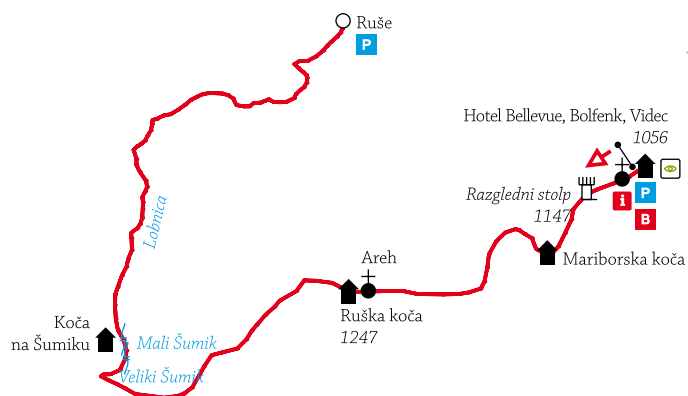 Ruše
P
Hotel Bellevue, Bolfenk, Videc
1056
Razgledni stolp
1147
i
P
B
Lobnica
Mariborska koča
Areh
Ruška koča
1247
Koča
na Šumiku
Mali Šumik
Veliki Šumik